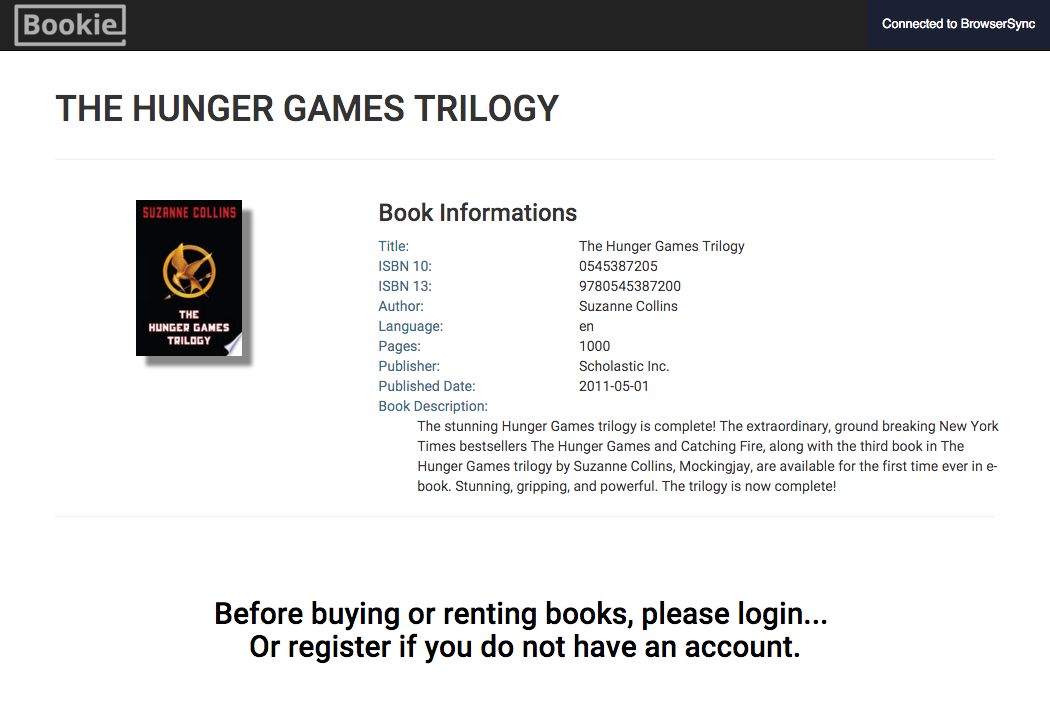 Bookie
Connected to BrowserSync
THE HUNGER GAMES TRILOGY
SUZANNE COLLINS
THE
HUNGER GAMES
TRILOGY
Book Informations
Title: The Hunger Games Trilogy
ISBN 10: 0545387205
ISBN 13: 9780545387200
Author: Suzanne Collins
Language: en
Pages: 1000
Publisher: Scholastic Inc.
Published Date: 2011-05-01
Book Description:
The stunning Hunger Games trilogy is complete! The extraordinary, ground breaking New York
Times bestsellers The Hunger Games and Catching Fire, along with the third book in The
Hunger Games trilogy by Suzanne Collins, Mockingjay, are available for the first time ever in e-
book. Stunning, gripping, and powerful. The trilogy is now complete!
Before buying or renting books, please login...
Or register if you do not have an account.